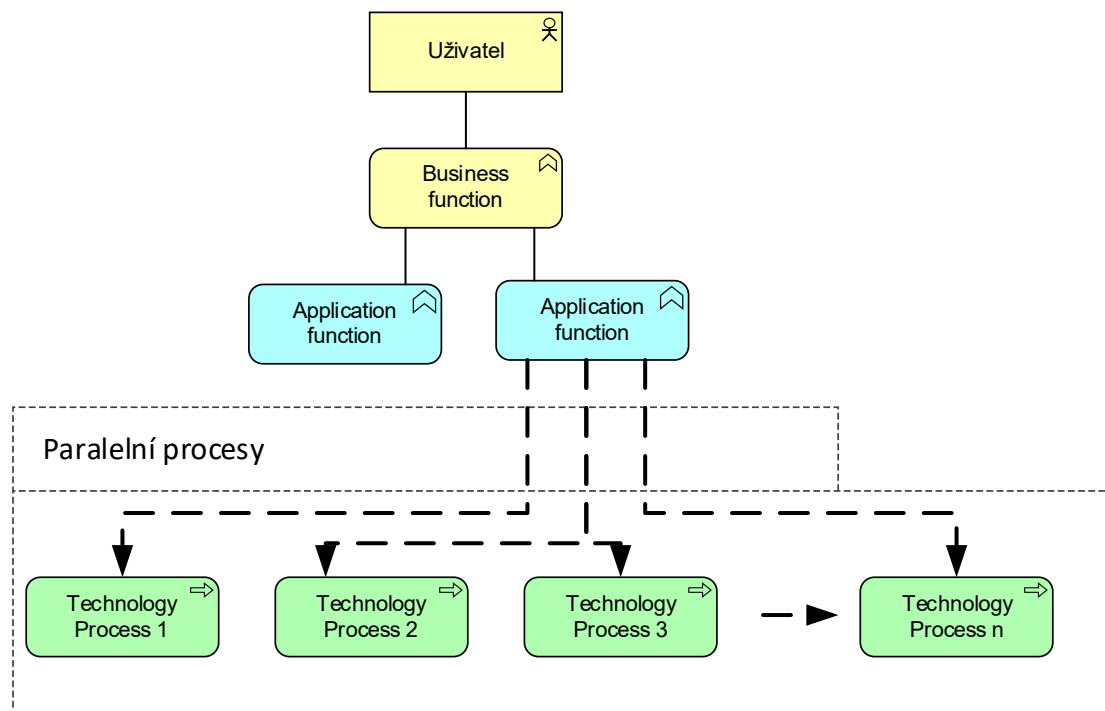 Uživatel
Business
function
Application
function
Application
function
Paralelní procesy
Technology
Process 1
Technology
Process 2
Technology
Process 3
Technology
Process n